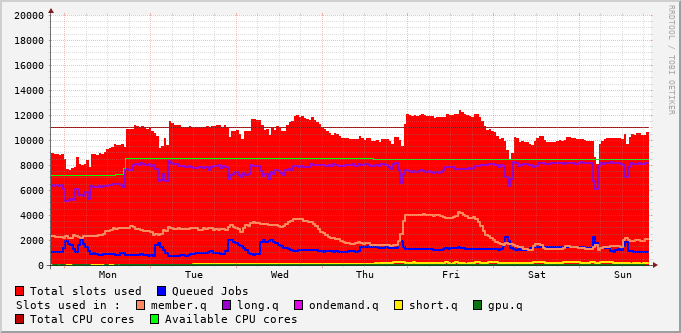 20000
18000
16000
14000
12000
10000
8000
6000
4000
2000
0
Mon Tue Wed Thu Fri Sat Sun
RRDTOOL / TOBI OETIKER
Total slots used Queued Jobs
Slots used in : member.q long.q ondemand.q short.q gpu.q
Total CPU cores Available CPU cores